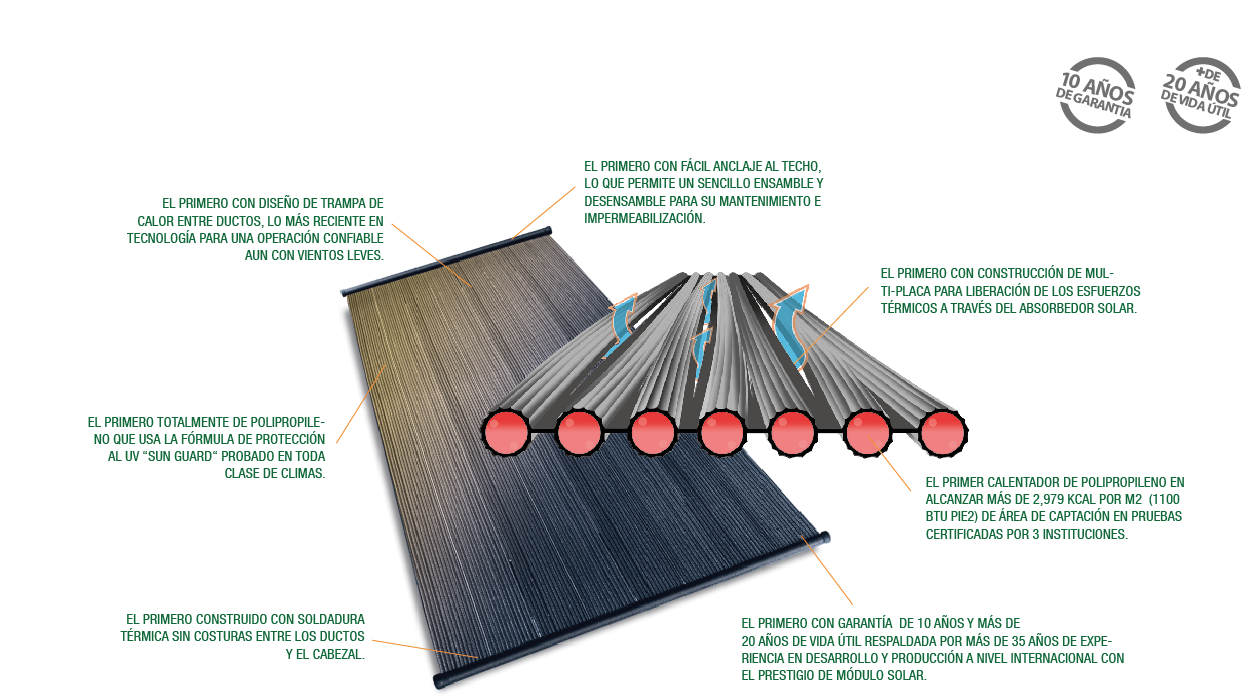 10 AÑOS
DE GARANTIA
+DE
20 AÑOS
DE VIDA ÚTIL
EL PRIMERO CON FÁCIL ANCLAJE AL TECHO,
LO QUE PERMITE UN SENCILLO ENSAMBLE Y
DESENSAMBLE PARA SU MANTENIMIENTO E
IMPERMEABILIZACIÓN.
EL PRIMERO CON DISEÑO DE TRAMPA DE
CALOR ENTRE DUCTOS, LO MÁS RECIENTE EN
TECNOLOGÍA PARA UNA OPERACIÓN CONFIABLE
AUN CON VIENTOS LEVES.
EL PRIMERO CON CONSTRUCCIÓN DE MUL-
TI-PLACA PARA LIBERACIÓN DE LOS ESFUERZOS
TÉRMICOS A TRAVÉS DEL ABSORBEDOR SOLAR.
EL PRIMERO TOTALMENTE DE POLIPROPILE-
NO QUE USA LA FÓRMULA DE PROTECCIÓN
AL UV “SUN GUARD“ PROBADO EN TODA
CLASE DE CLIMAS.
EL PRIMER CALENTADOR DE POLIPROPILENO EN
ALCANZAR MÁS DE 2,979 KCAL POR M2 (1100
BTU PIE2) DE ÁREA DE CAPTACIÓN EN PRUEBAS
CERTIFICADAS POR 3 INSTITUCIONES.
EL PRIMERO CONSTRUIDO CON SOLDADURA
TÉRMICA SIN COSTURAS ENTRE LOS DUCTOS
Y EL CABEZAL.
EL PRIMERO CON GARANTÍA DE 10 AÑOS Y MÁS DE
20 AÑOS DE VIDA ÚTIL RESPALDADA POR MÁS DE 35 AÑOS DE EXPE-
RIENCIA EN DESARROLLO Y PRODUCCIÓN A NIVEL INTERNACIONAL CON
EL PRESTIGIO DE MÓDULO SOLAR.